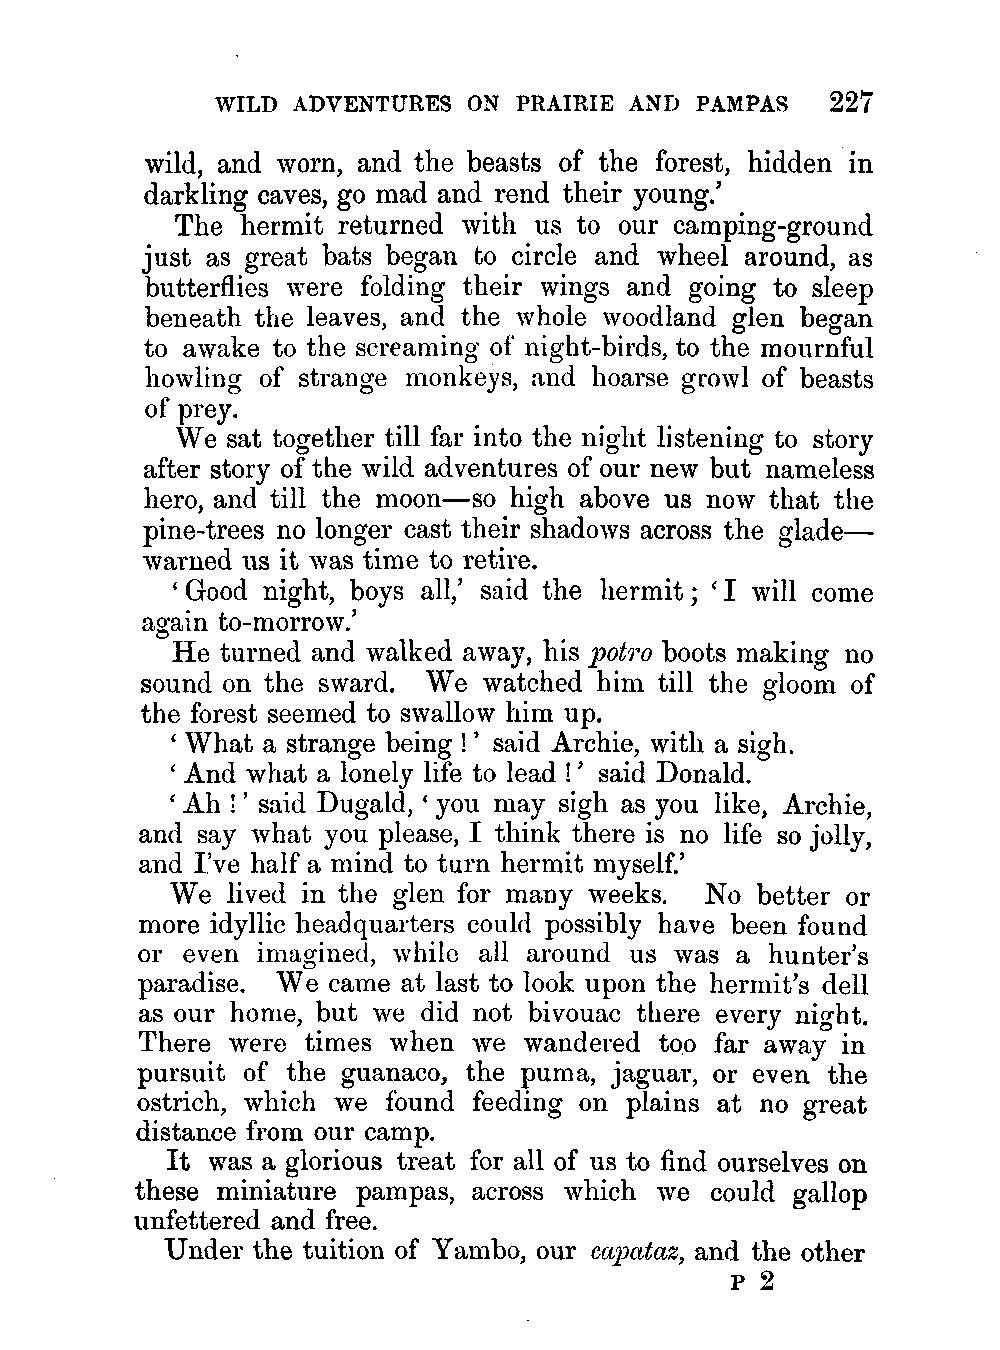 WILD ADVENTURES ON PRAIRIE AND PAMPAS 227
wild, and worn, and the beasts of the forest, hidden in
darkling caves, go mad and rend their young.’
The hermit returned with us to our camping-ground
just as great bats began to circle and wheel around, as
butterflies were folding their wings and going to sleep
beneath the leaves, and the whole woodland glen began
to awake to the screaming of night-birds, to the mournful
howling of strange monkeys, and hoarse growl of beasts
of prey.
We sat together till far into the night listening to story
after story of the wild adventures of our new but nameless
hero, and till the moon—so high above us now that the
pine-trees no longer cast their shadows across the glade—
warned us it was time to retire.
‘Good night, boys all,’ said the hermit; ‘I will come
again to-morrow.’
He turned and walked away, his potro boots making no
sound on the sward. We watched him till the gloom of
the forest seemed to swallow him up.
‘What a strange being!’ said Archie, with a sigh.
‘And what a lonely life to lead!’ said Donald.
‘Ah!’ said Dugald, ‘you may sigh as you like, Archie,
and say what you please, I think there is no life so jolly,
and I’ve half a mind to turn hermit myself.’
We lived in the glen for many weeks. No better or
more idyllic headquarters could possibly have been found
or even imagined, while all around us was a hunter’s
paradise. We came at last to look upon the hermit’s dell
as our home, but we did not bivouac there every night.
There were times when we wandered too far away in
pursuit of the guanaco, the puma, jaguar, or even the
ostrich, which we found feeding on plains at no great
distance from our camp.
It was a glorious treat for all of us to find ourselves on
these miniature pampas, across which we could gallop
unfettered and free.
Under the tuition of Yambo, our capataz, and the other
P 2